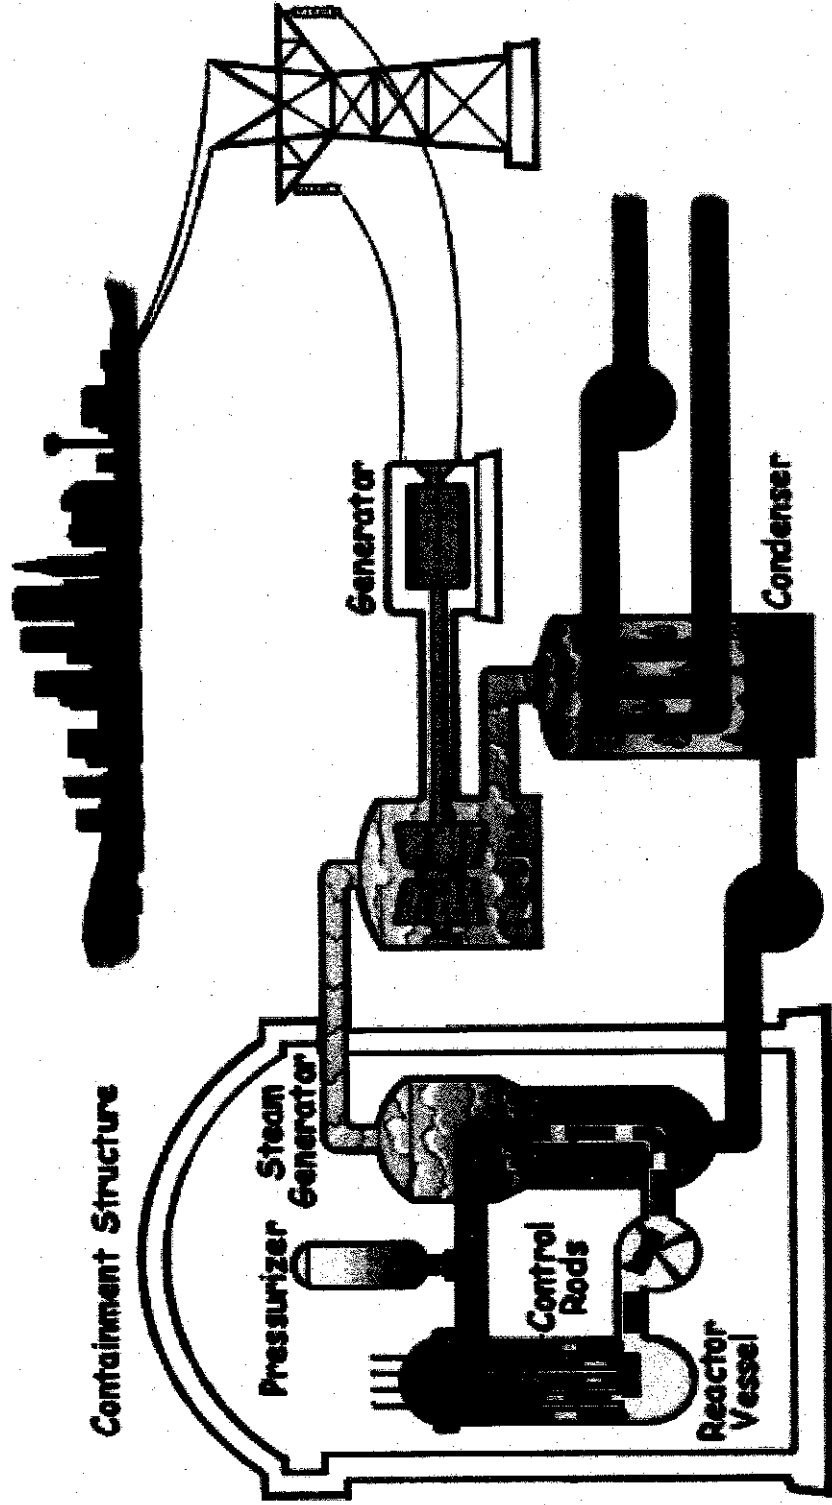 Containment Structure
Pressurizer
Steam
Generator
Control
Rods
Reactor
Vessel
Generator
Condenser